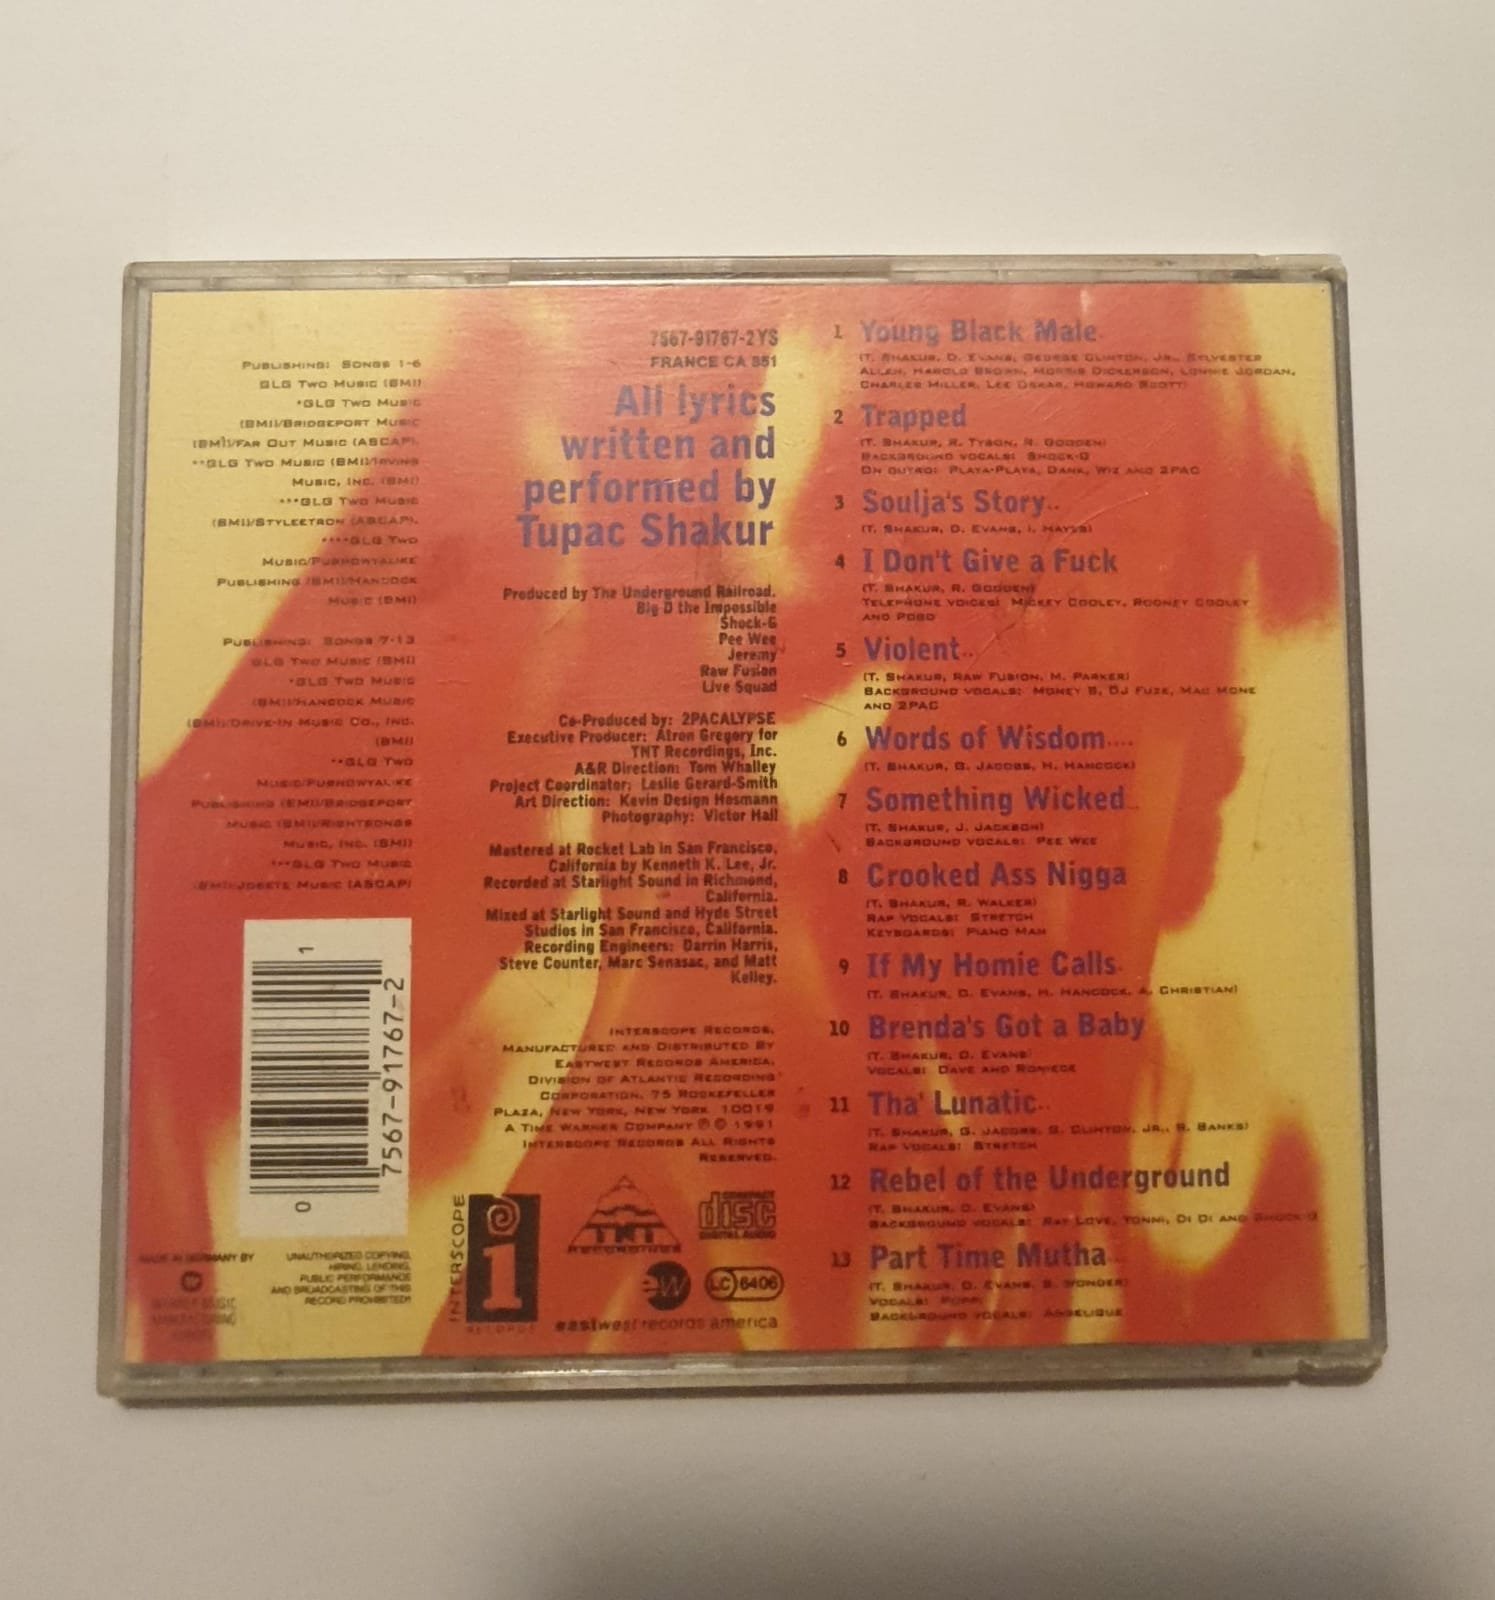 PUBLISHING: SONGS 1-6
GLG TWO MUSIC (BMI)
*GLG TWO MUSIC
(BMI)/BRIDGEPORT MUSIC
(BMI)/FAR OUT MUSIC (ASCAP).
**GLG TWO MUSIC (BMI)/IRVING
MUSIC, INC. (BMI)
***GLG TWO MUSIC
(BMI)/STYLEETRON (ASCAP).
****GLG TWO
MUSIC/PUBHOWYALIKE
PUBLISHING (BMI)/HANCOCK
MUSIC (BMI)
PUBLISHING: SONGS 7-13
GLG TWO MUSIC (BMI)
*GLG TWO MUSIC
(BMI)/HANCOCK MUSIC
(BMI)/DRIVE-IN MUSIC CO., INC.
(BMI)
**GLG TWO
MUSIC/PUBHOWYALIKE
PUBLISHING (BMI)/BRIDGEPORT
MUSIC (BMI)/RIGHTSONGS
MUSIC, INC. (BMI)
***GLG TWO MUSIC
(BMI)/JOBETE MUSIC (ASCAP)
1
7567-91767-2
0
MADE IN GERMANY BY
WARNER MUSIC
MANUFACTURING
EUROPE
UNAUTHORIZED COPYING,
HIRING, LENDING,
PUBLIC PERFORMANCE
AND BROADCASTING OF THIS
RECORD PROHIBITED!
7567-91767-2 YS
FRANCE CA 851
All lyrics
written and
performed by
Tupac Shakur
Produced by The Underground Railroad.
Big D the Impossible
Shock-G
Pee Wee
Jeremy
Raw Fusion
Live Squad
Co-Produced by: 2PACALYPSE
Executive Producer: Atron Gregory for
TNT Recordings, Inc.
A&R Direction: Tom Whalley
Project Coordinator: Leslie Gerard-Smith
Art Direction: Kevin Design Hosmann
Photography: Victor Hall
Mastered at Rocket Lab in San Francisco,
California by Kenneth K. Lee, Jr.
Recorded at Starlight Sound in Richmond,
California.
Mixed at Starlight Sound and Hyde Street
Studios in San Francisco, California.
Recording Engineers: Darrin Harris,
Steve Counter, Marc Senasac, and Matt
Kelley.
INTERSCOPE RECORDS,
MANUFACTURED AND DISTRIBUTED BY
EASTWEST RECORDS AMERICA,
DIVISION OF ATLANTIC RECORDING
CORPORATION, 75 ROCKEFELLER
PLAZA, NEW YORK, NEW YORK 10019
A TIME WARNER COMPANY ℗ © 1991
INTERSCOPE RECORDS ALL RIGHTS
RESERVED.
INTERSCOPE
i
RECORDS
TNT
RECORDINGS
COMPACT
disc
DIGITAL AUDIO
ew
LC 6406
eastwest records america
1 Young Black Male*
(T. SHAKUR, D. EVANS, GEORGE CLINTON, JR., SYLVESTER
ALLEN, HAROLD BROWN, MORRIS DICKERSON, LONNIE JORDAN,
CHARLES MILLER, LEE OSKAR, HOWARD SCOTT)
2 Trapped
(T. SHAKUR, R. TYSON, R. GOODEN)
BACKGROUND VOCALS: SHOCK-G
ON OUTRO: PLAYA-PLAYA, DANK, WIZ AND 2PAC
3 Soulja's Story**
(T. SHAKUR, D. EVANS, I. HAYES)
4 I Don't Give a Fuck
(T. SHAKUR, R. GOODEN)
TELEPHONE VOICES: MICKEY COOLEY, RODNEY COOLEY
AND POGO
5 Violent***
(T. SHAKUR, RAW FUSION, M. PARKER)
BACKGROUND VOCALS: MONEY B, DJ FUZE, MAC MONE
AND 2PAC
6 Words of Wisdom****
(T. SHAKUR, G. JACOBS, H. HANCOCK)
7 Something Wicked
(T. SHAKUR, J. JACKSON)
BACKGROUND VOCALS: PEE WEE
8 Crooked Ass Nigga
(T. SHAKUR, R. WALKER)
RAP VOCALS: STRETCH
KEYBOARDS: PIANO MAN
9 If My Homie Calls*
(T. SHAKUR, D. EVANS, H. HANCOCK, A. CHRISTIAN)
10 Brenda's Got a Baby
(T. SHAKUR, D. EVANS)
VOCALS: DAVE AND RONIECE
11 Tha' Lunatic**
(T. SHAKUR, G. JACOBS, G. CLINTON, JR., R. BANKS)
RAP VOCALS: STRETCH
12 Rebel of the Underground
(T. SHAKUR, D. EVANS)
BACKGROUND VOCALS: RAY LOVE, YONNI, DI DI AND SHOCK-G
13 Part Time Mutha***
(T. SHAKUR, D. EVANS, S. WONDER)
VOCALS: POPPI
BACKGROUND VOCALS: ANGELIQUE